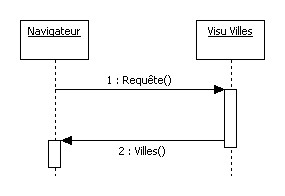 Navigateur
Visu Villes
1 : Requête()
2 : Villes()